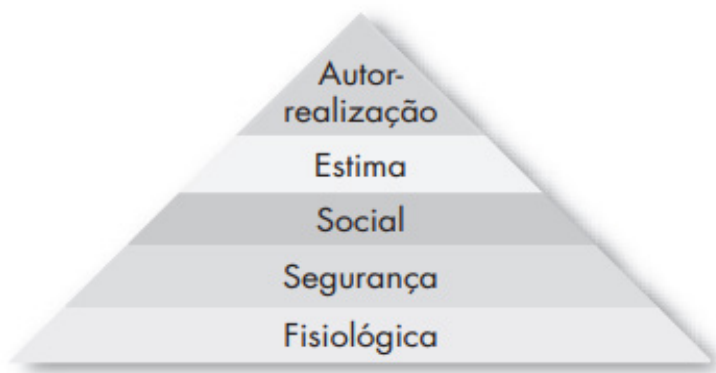 Autor-
realização
Estima
Social
Segurança
Fisiológica